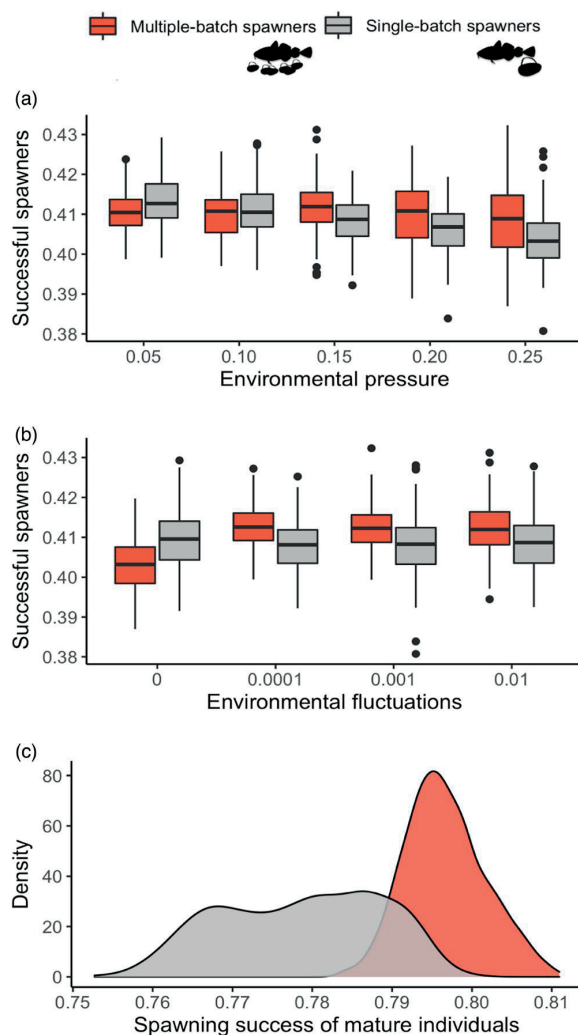 Multiple-batch spawners Single-batch spawners
(a)
Successful spawners
0.43
0.42
0.41
0.40
0.39
0.38
0.05 0.10 0.15 0.20 0.25
Environmental pressure
(b)
Successful spawners
0.43
0.42
0.41
0.40
0.39
0.38
0 0.0001 0.001 0.01
Environmental fluctuations
(c)
Density
80
60
40
20
0
0.75 0.76 0.77 0.78 0.79 0.80 0.81
Spawning success of mature individuals